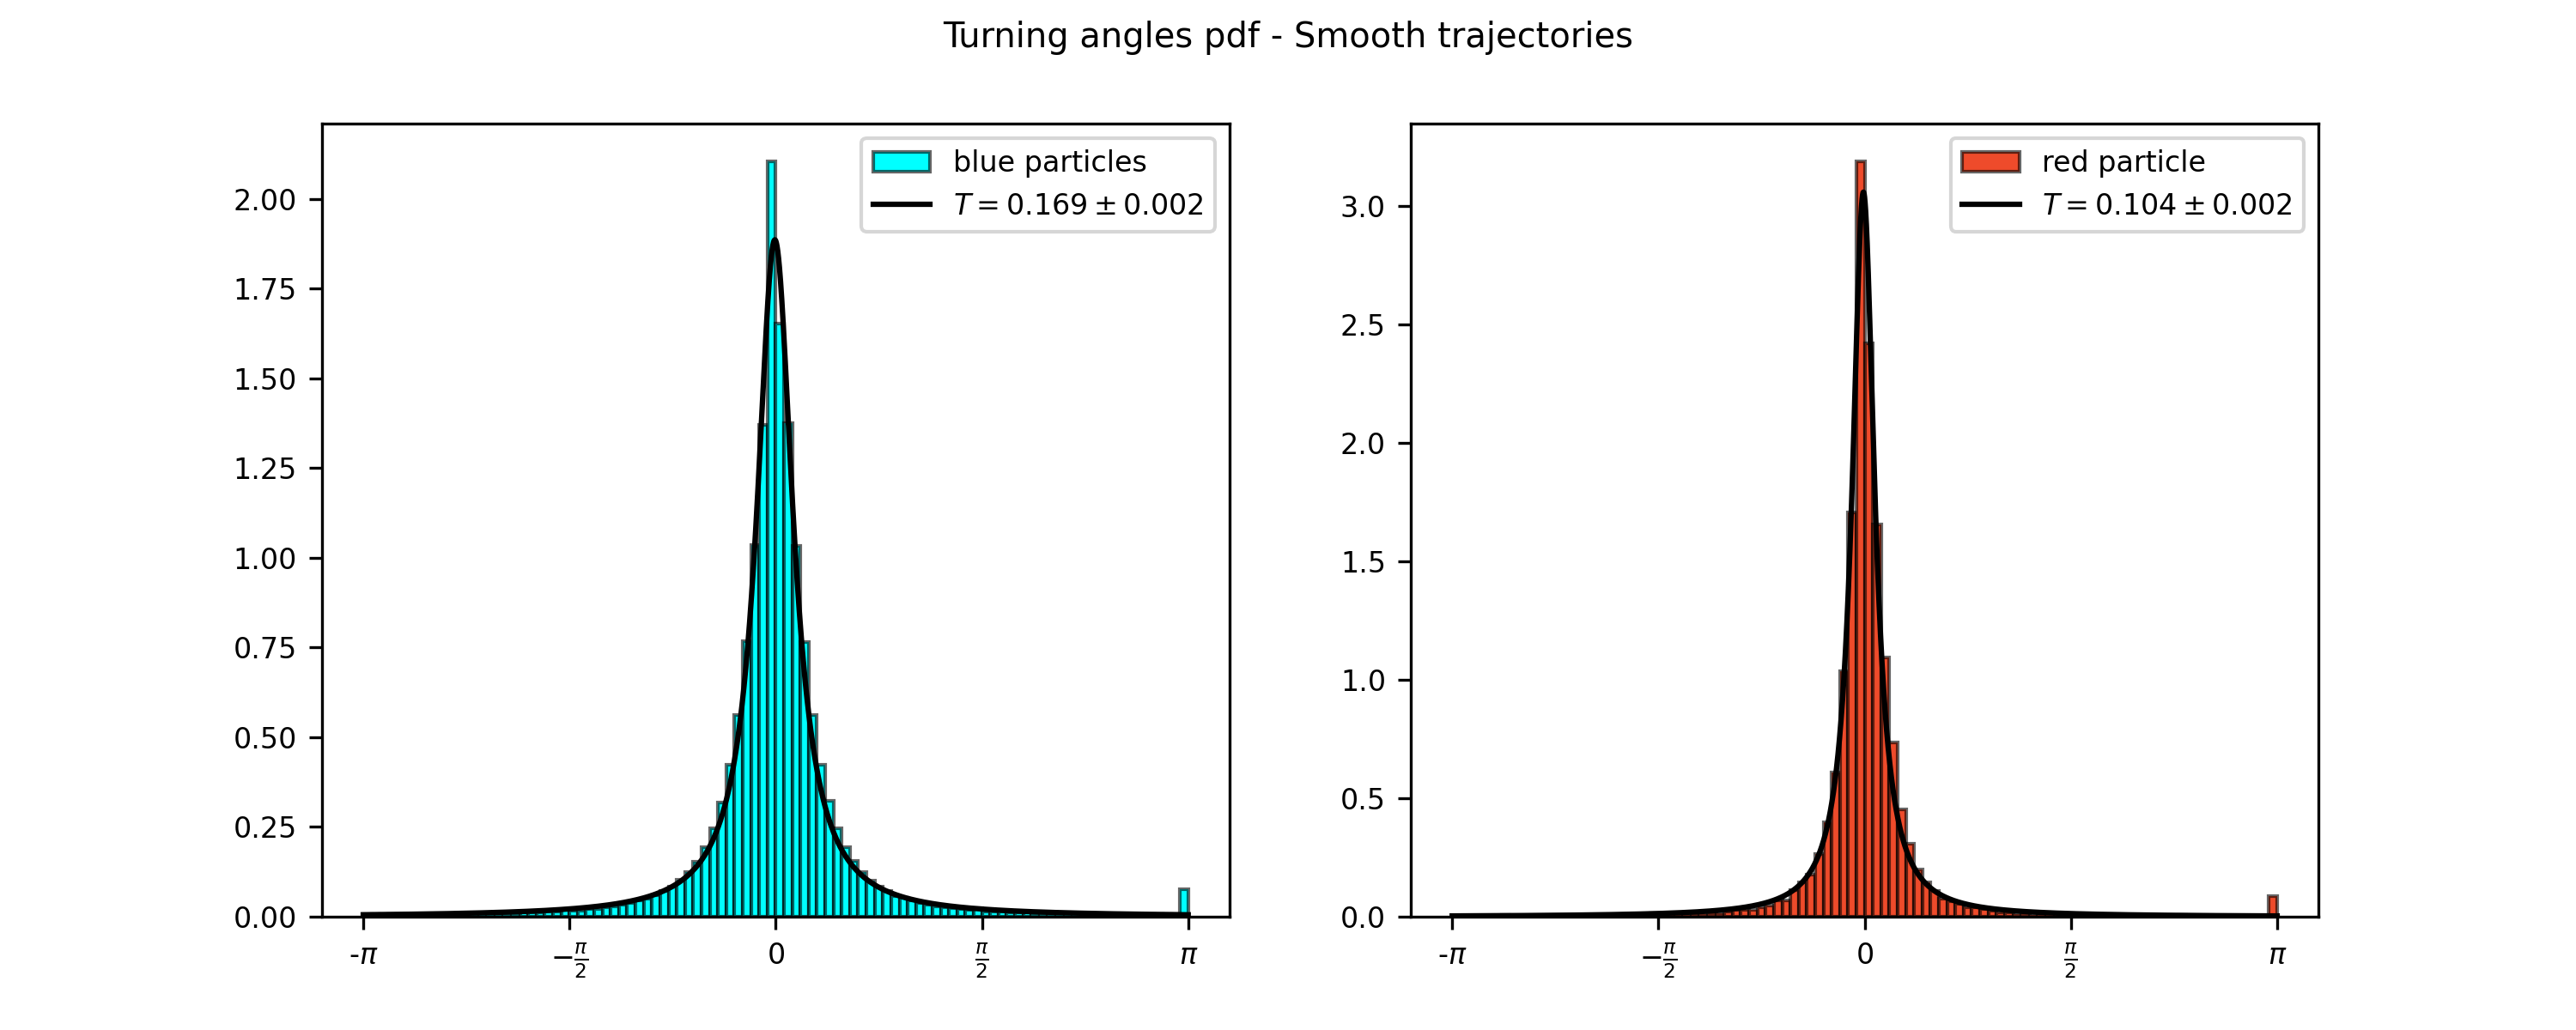 Turning angles pdf - Smooth trajectories
blue particles
T = 0.169 ± 0.002
2.00
1.75
1.50
1.25
1.00
0.75
0.50
0.25
0.00
-π
−π/2
0
π/2
π
red particle
T = 0.104 ± 0.002
3.0
2.5
2.0
1.5
1.0
0.5
0.0
-π
−π/2
0
π/2
π